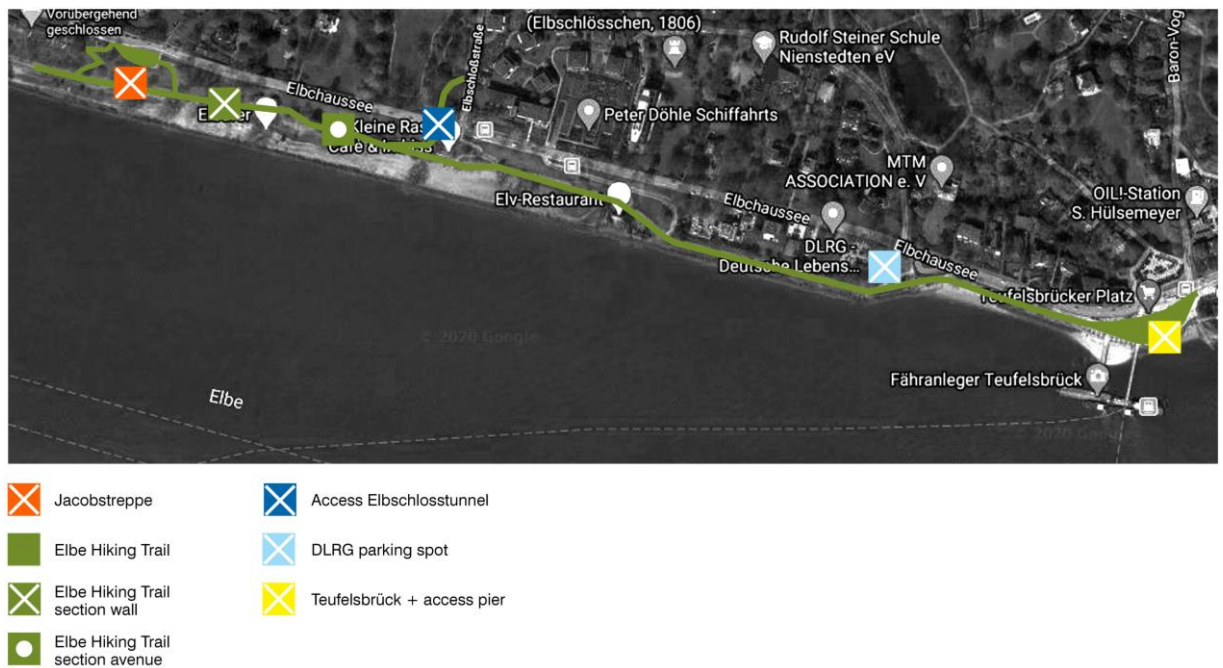 Vorübergehend
geschlossen
(Elbschlösschen, 1806)
Rudolf Steiner Schule
Nienstedten eV
Baron-Vog
Elbschloßstraße
Elbchaussee
Peter Döhle Schiffahrts
Kleine Ras
Café &
MTM
ASSOCIATION e. V
OIL!-Station
S. Hülsemeyer
Elv-Restaurant
Elbchaussee
DLRG -
Deutsche Lebens...
Elbchaussee
Teufelsbrücker Platz
© 2020 Google
Fähranleger Teufelsbrück
Elbe
© 2020 Google
Jacobstreppe
Elbe Hiking Trail
Elbe Hiking Trail
section wall
Elbe Hiking Trail
section avenue
Access Elbschlosstunnel
DLRG parking spot
Teufelsbrück + access pier